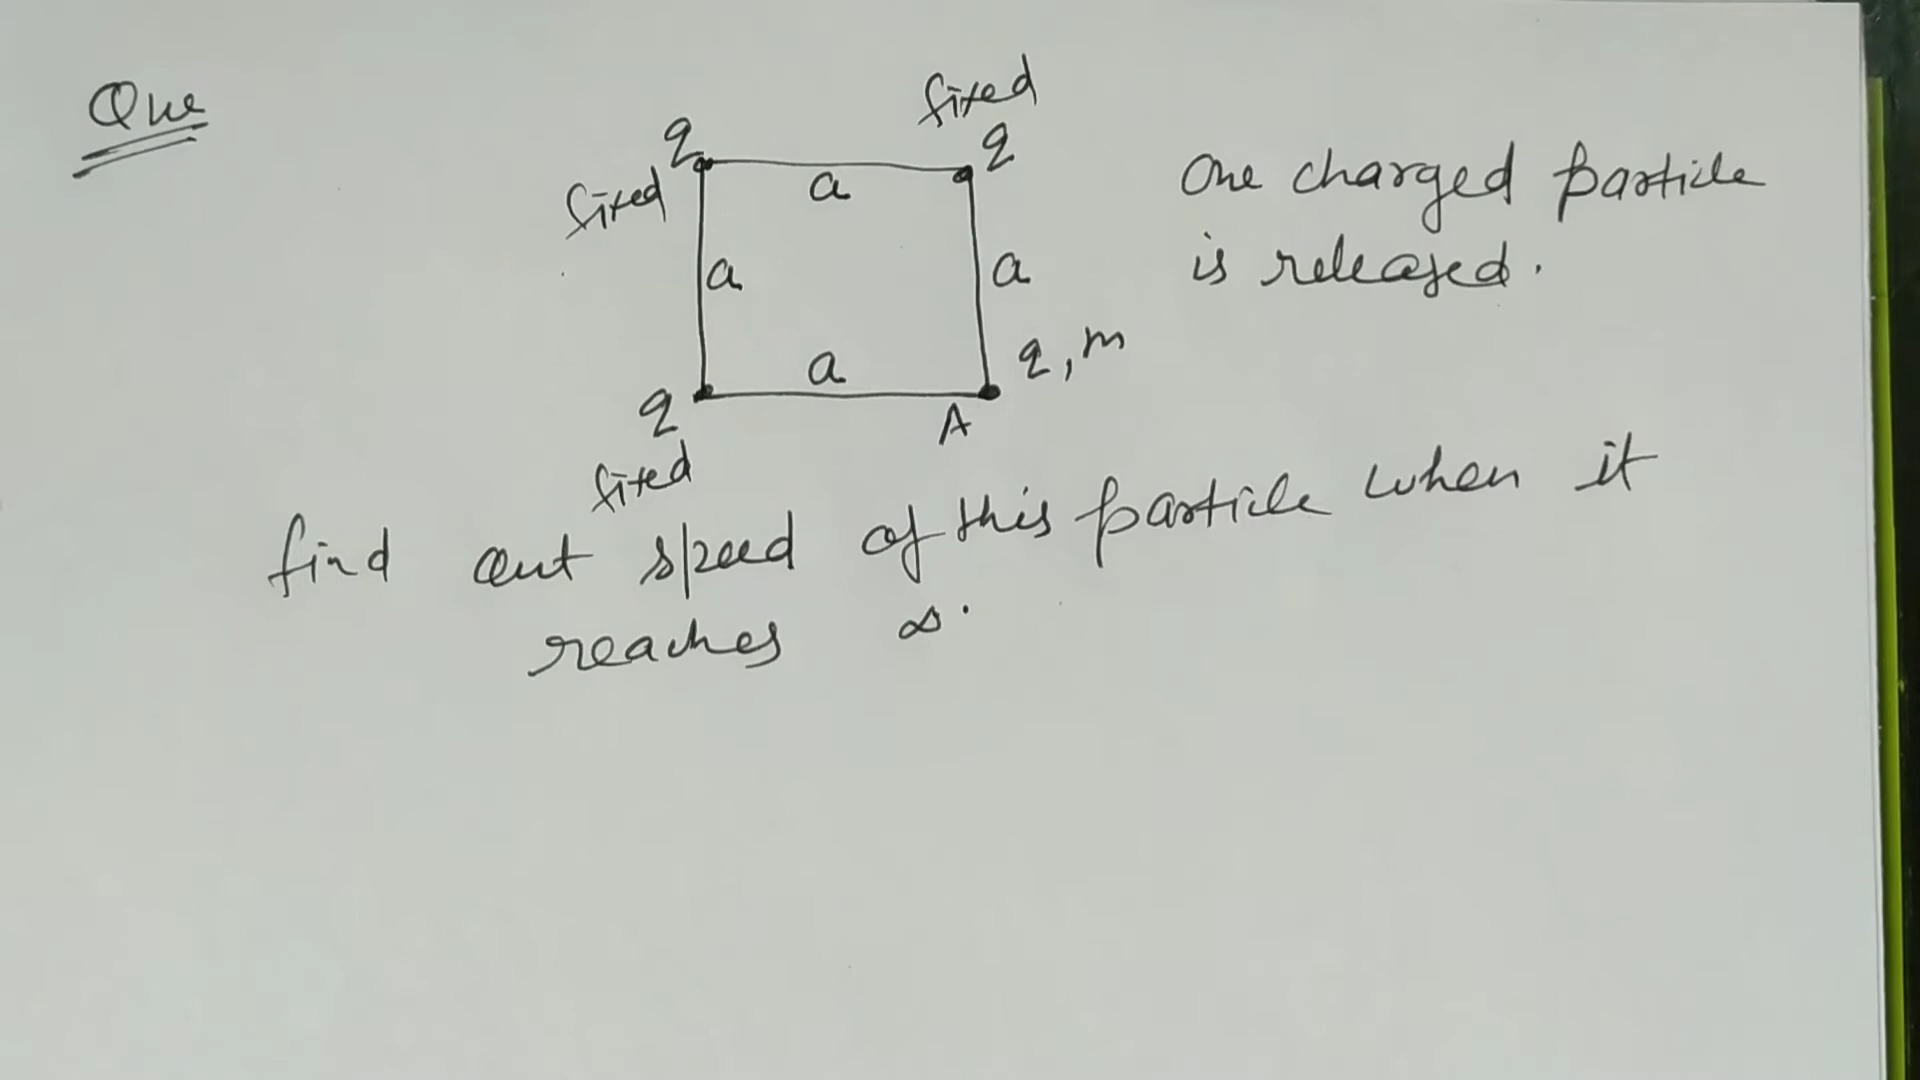 Que
fixed
q
q
fixed
a
One charged particle
is released.
a
a
q, m
a
q
A
fixed
find out speed of this particle when it
reaches ∞.